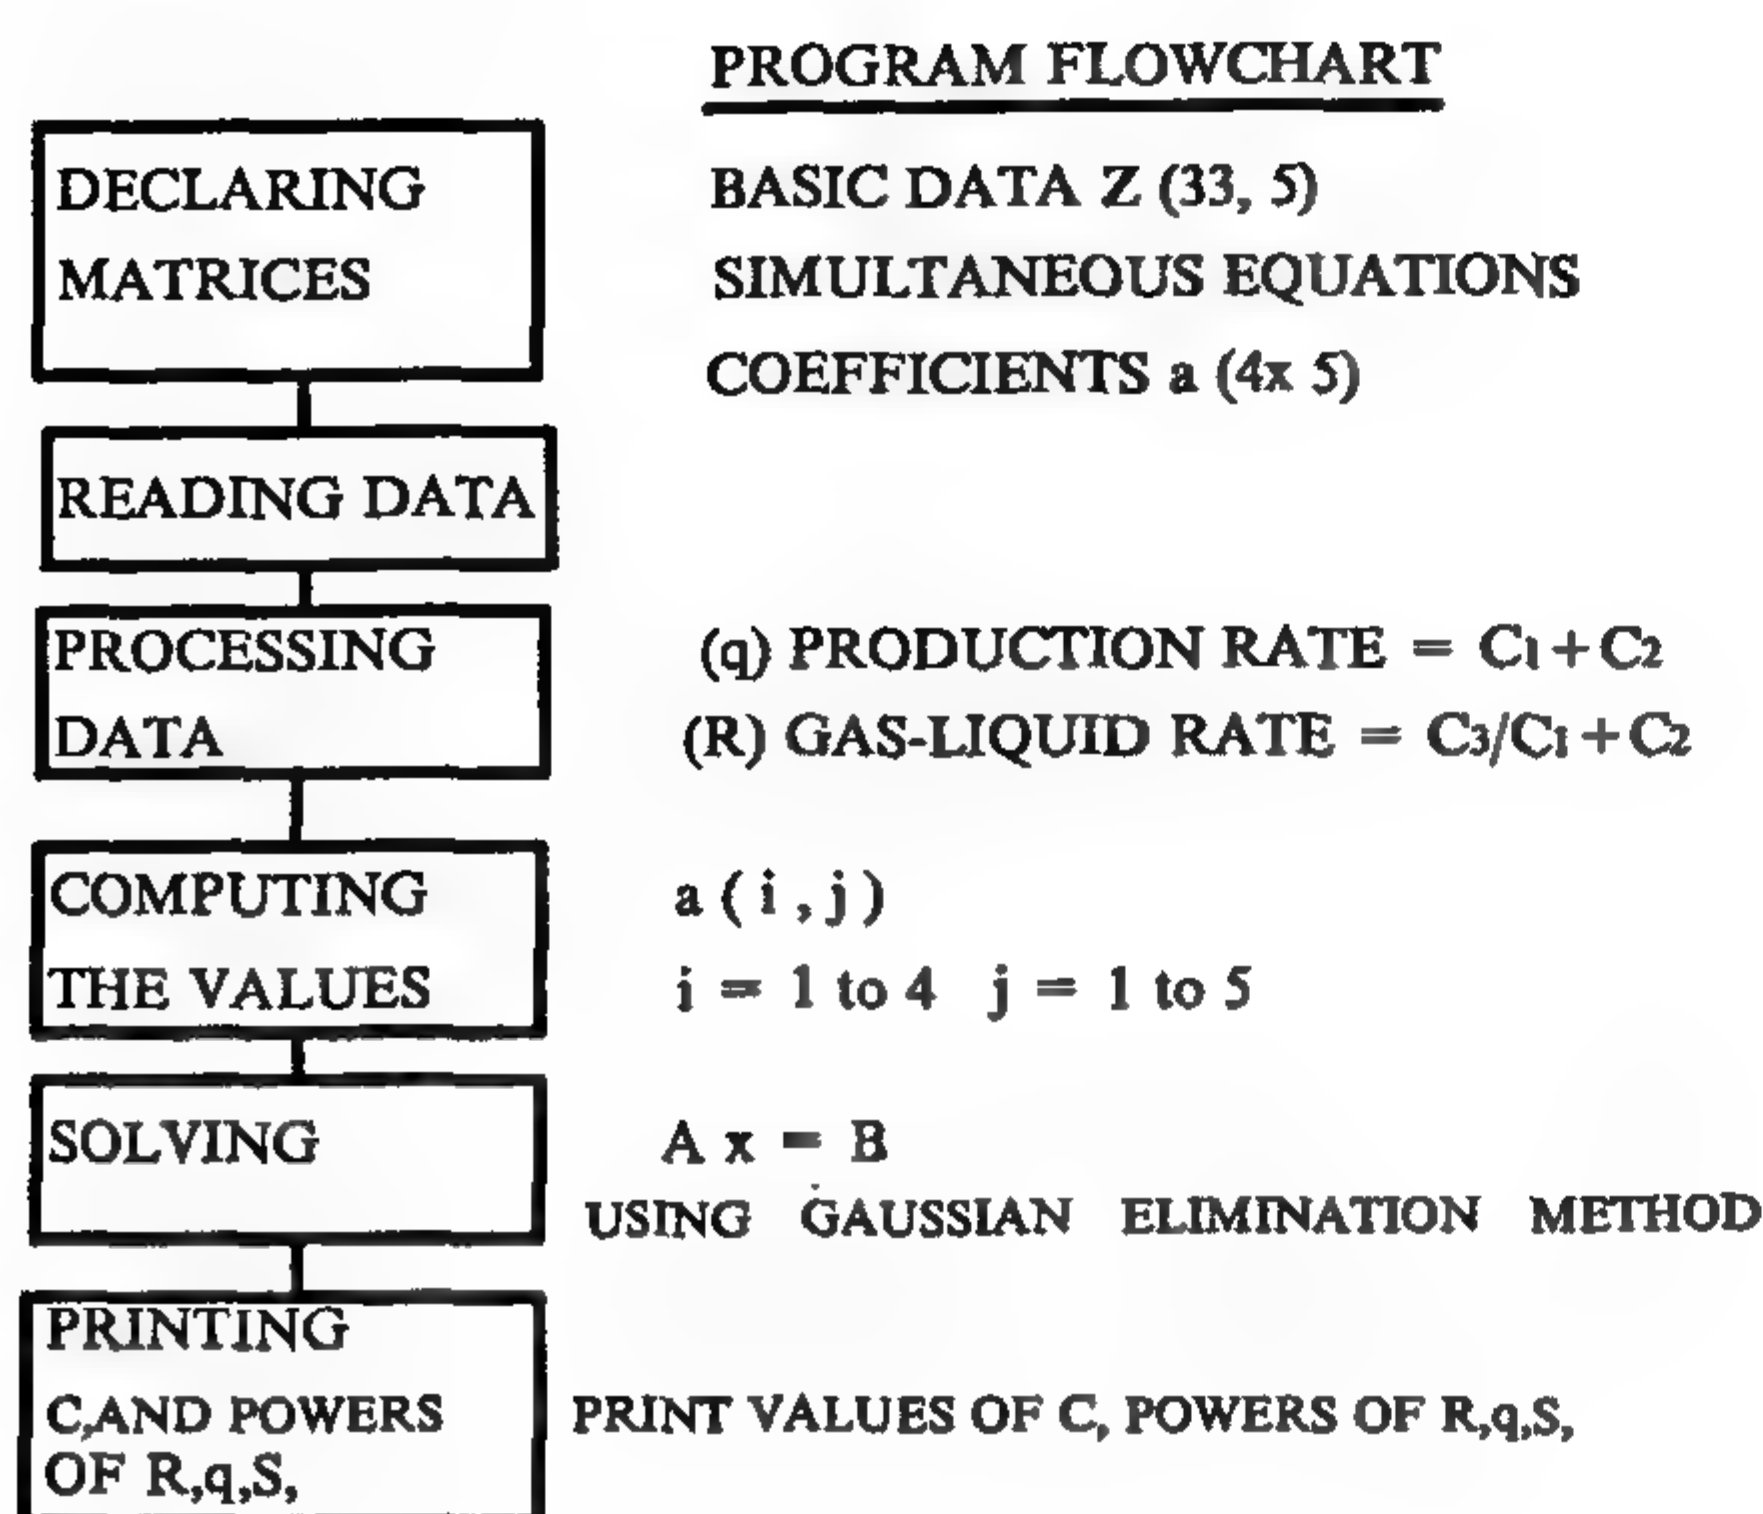 PROGRAM FLOWCHART
DECLARING
MATRICES
BASIC DATA Z (33, 5)
SIMULTANEOUS EQUATIONS
COEFFICIENTS a (4x 5)
READING DATA
PROCESSING
DATA
(q) PRODUCTION RATE = C1+C2
(R) GAS-LIQUID RATE = C3/C1+C2
COMPUTING
THE VALUES
a ( i , j )
i = 1 to 4 j = 1 to 5
SOLVING
A x = B
USING GAUSSIAN ELIMINATION METHOD
PRINTING
C,AND POWERS
OF R,q,S,
PRINT VALUES OF C, POWERS OF R,q,S,